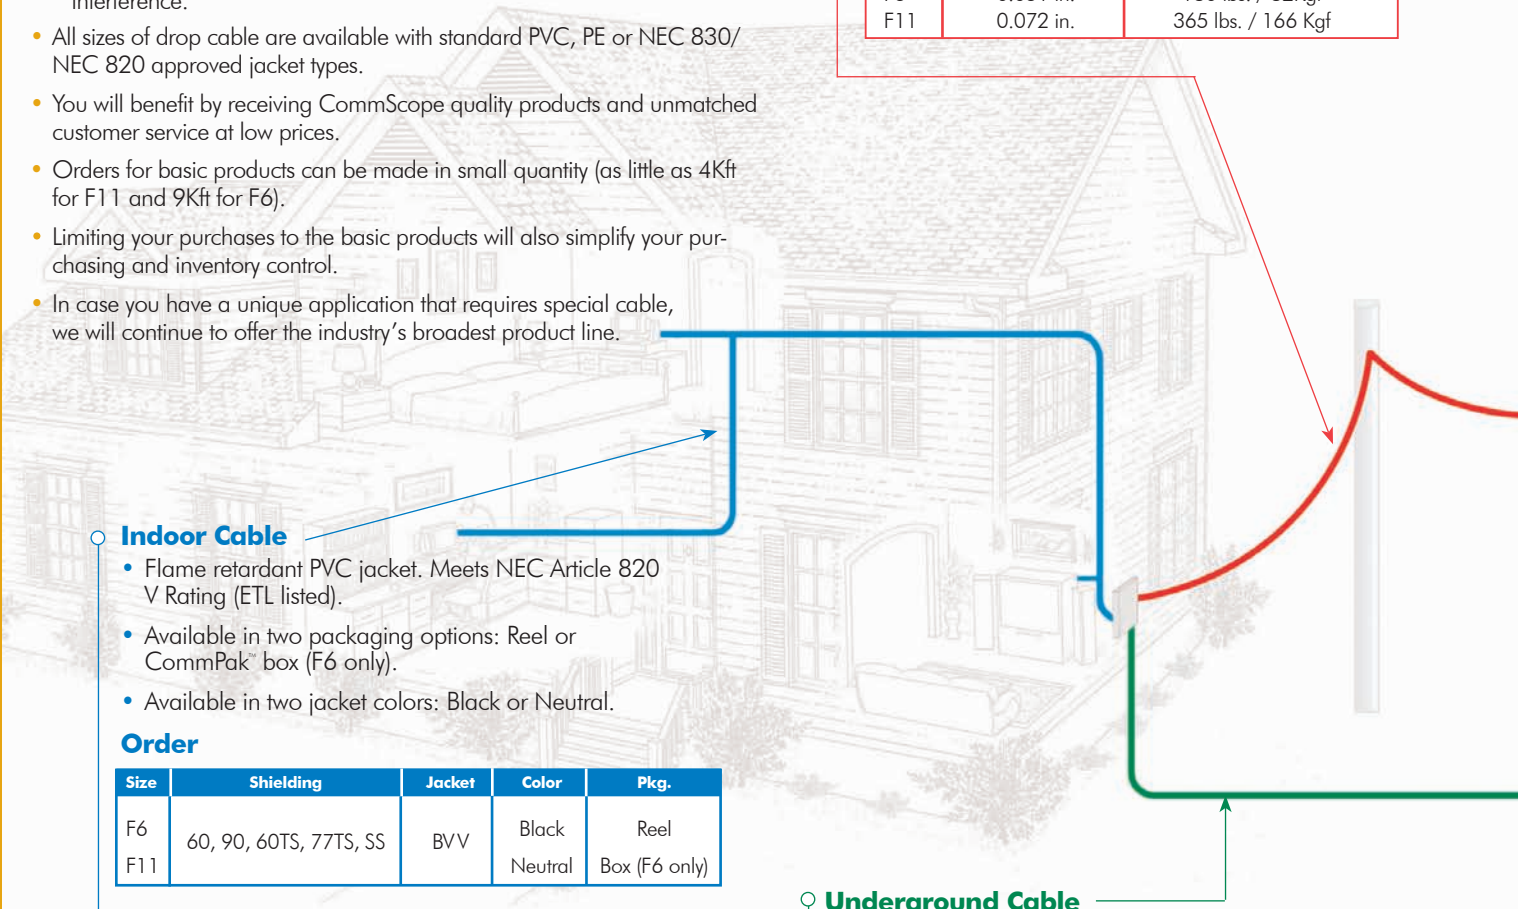 interference.
• All sizes of drop cable are available with standard PVC, PE or NEC 830/
NEC 820 approved jacket types.
• You will benefit by receiving CommScope quality products and unmatched
customer service at low prices.
• Orders for basic products can be made in small quantity (as little as 4Kft
for F11 and 9Kft for F6).
• Limiting your purchases to the basic products will also simplify your pur-
chasing and inventory control.
• In case you have a unique application that requires special cable,
we will continue to offer the industry's broadest product line.
F11 0.072 in. 365 lbs. / 166 Kgf
Indoor Cable
• Flame retardant PVC jacket. Meets NEC Article 820
V Rating (ETL listed).
• Available in two packaging options: Reel or
CommPak™ box (F6 only).
• Available in two jacket colors: Black or Neutral.
Order
Size Shielding Jacket Color Pkg.
F6 60, 90, 60TS, 77TS, SS BVV Black Reel
F11 Neutral Box (F6 only)
Underground Cable